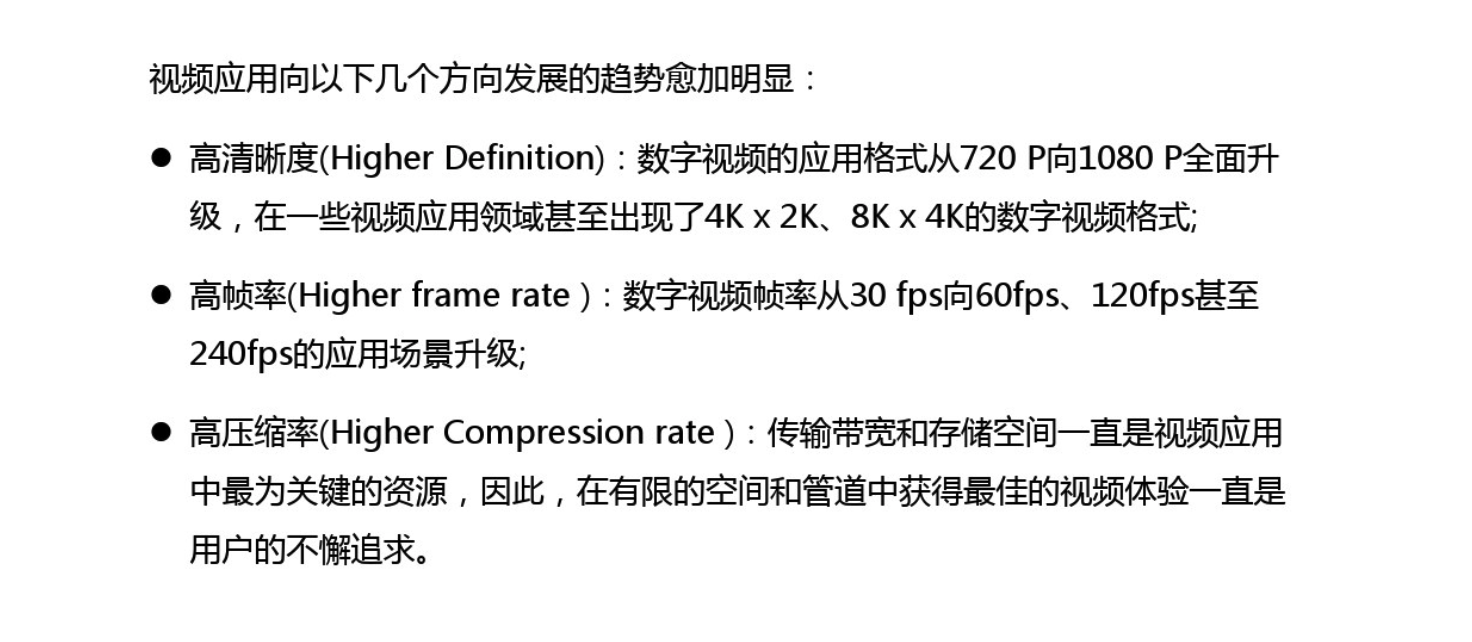 视频应用向以下几个方向发展的趋势愈加明显：
● 高清晰度(Higher Definition)：数字视频的应用格式从720 P向1080 P全面升
级，在一些视频应用领域甚至出现了4K x 2K、8K x 4K的数字视频格式;
● 高帧率(Higher frame rate )：数字视频帧率从30 fps向60fps、120fps甚至
240fps的应用场景升级;
● 高压缩率(Higher Compression rate )：传输带宽和存储空间一直是视频应用
中最为关键的资源，因此，在有限的空间和管道中获得最佳的视频体验一直是
用户的不懈追求。